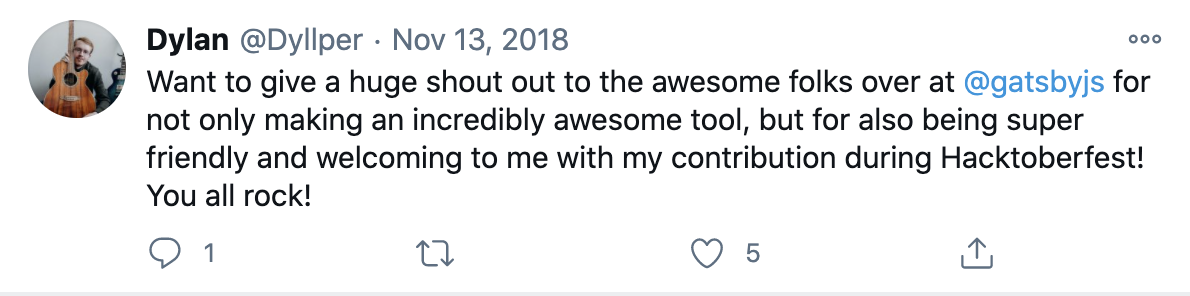 Dylan @Dyllper · Nov 13, 2018
Want to give a huge shout out to the awesome folks over at @gatsbyjs for
not only making an incredibly awesome tool, but for also being super
friendly and welcoming to me with my contribution during Hacktoberfest!
You all rock!
1 5